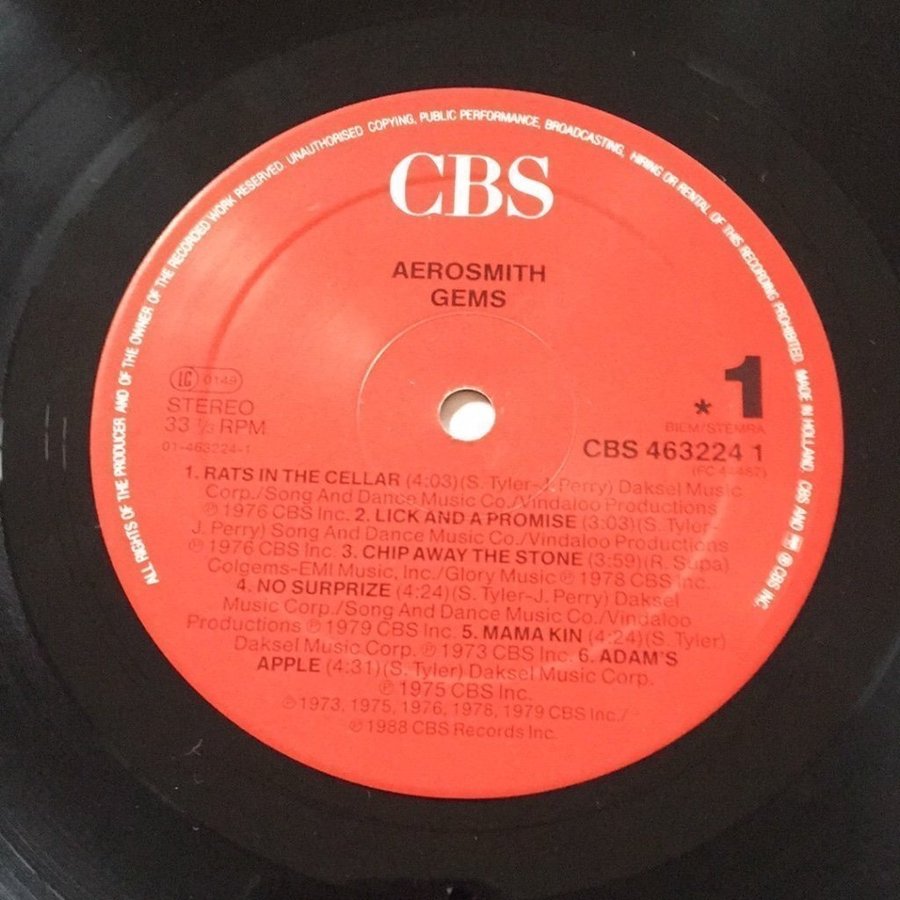 ALL RIGHTS OF THE PRODUCER AND OF THE OWNER OF THE RECORDED WORK RESERVED. UNAUTHORISED COPYING, PUBLIC PERFORMANCE, BROADCASTING, HIRING OR RENTAL OF THIS RECORDING PROHIBITED. MADE IN HOLLAND. CBS AND ℗ CBS INC.
CBS
AEROSMITH
GEMS
LC 0149
STEREO
33 1/3 RPM
01-463224-1
* 1
BIEM/STEMRA
CBS 463224 1
(FC 44487)
1. RATS IN THE CELLAR (4:03)(S. Tyler-J. Perry) Daksel Music
Corp./Song And Dance Music Co./Vindaloo Productions
℗ 1976 CBS Inc. 2. LICK AND A PROMISE (3:03)(S. Tyler-
J. Perry) Song And Dance Music Co./Vindaloo Productions
℗ 1976 CBS Inc. 3. CHIP AWAY THE STONE (3:59)(R. Supa)
Colgems-EMI Music, Inc./Glory Music ℗ 1978 CBS Inc.
4. NO SURPRIZE (4:24)(S. Tyler-J. Perry) Daksel
Music Corp./Song And Dance Music Co./Vindaloo
Productions ℗ 1979 CBS Inc. 5. MAMA KIN (4:24)(S. Tyler)
Daksel Music Corp. ℗ 1973 CBS Inc. 6. ADAM'S
APPLE (4:31)(S. Tyler) Daksel Music Corp.
℗ 1975 CBS Inc.
℗ 1973, 1975, 1976, 1978, 1979 CBS Inc./
℗ 1988 CBS Records Inc.